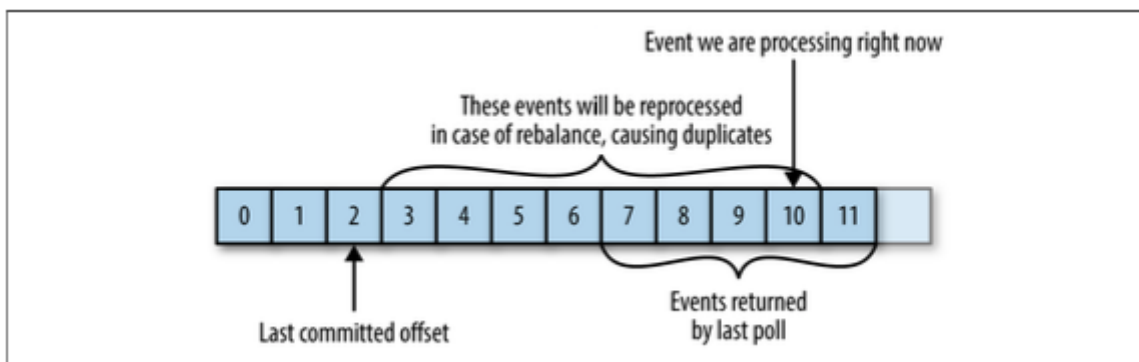 Event we are processing right now
These events will be reprocessed
in case of rebalance, causing duplicates
0 1 2 3 4 5 6 7 8 9 10 11
Last committed offset
Events returned
by last poll